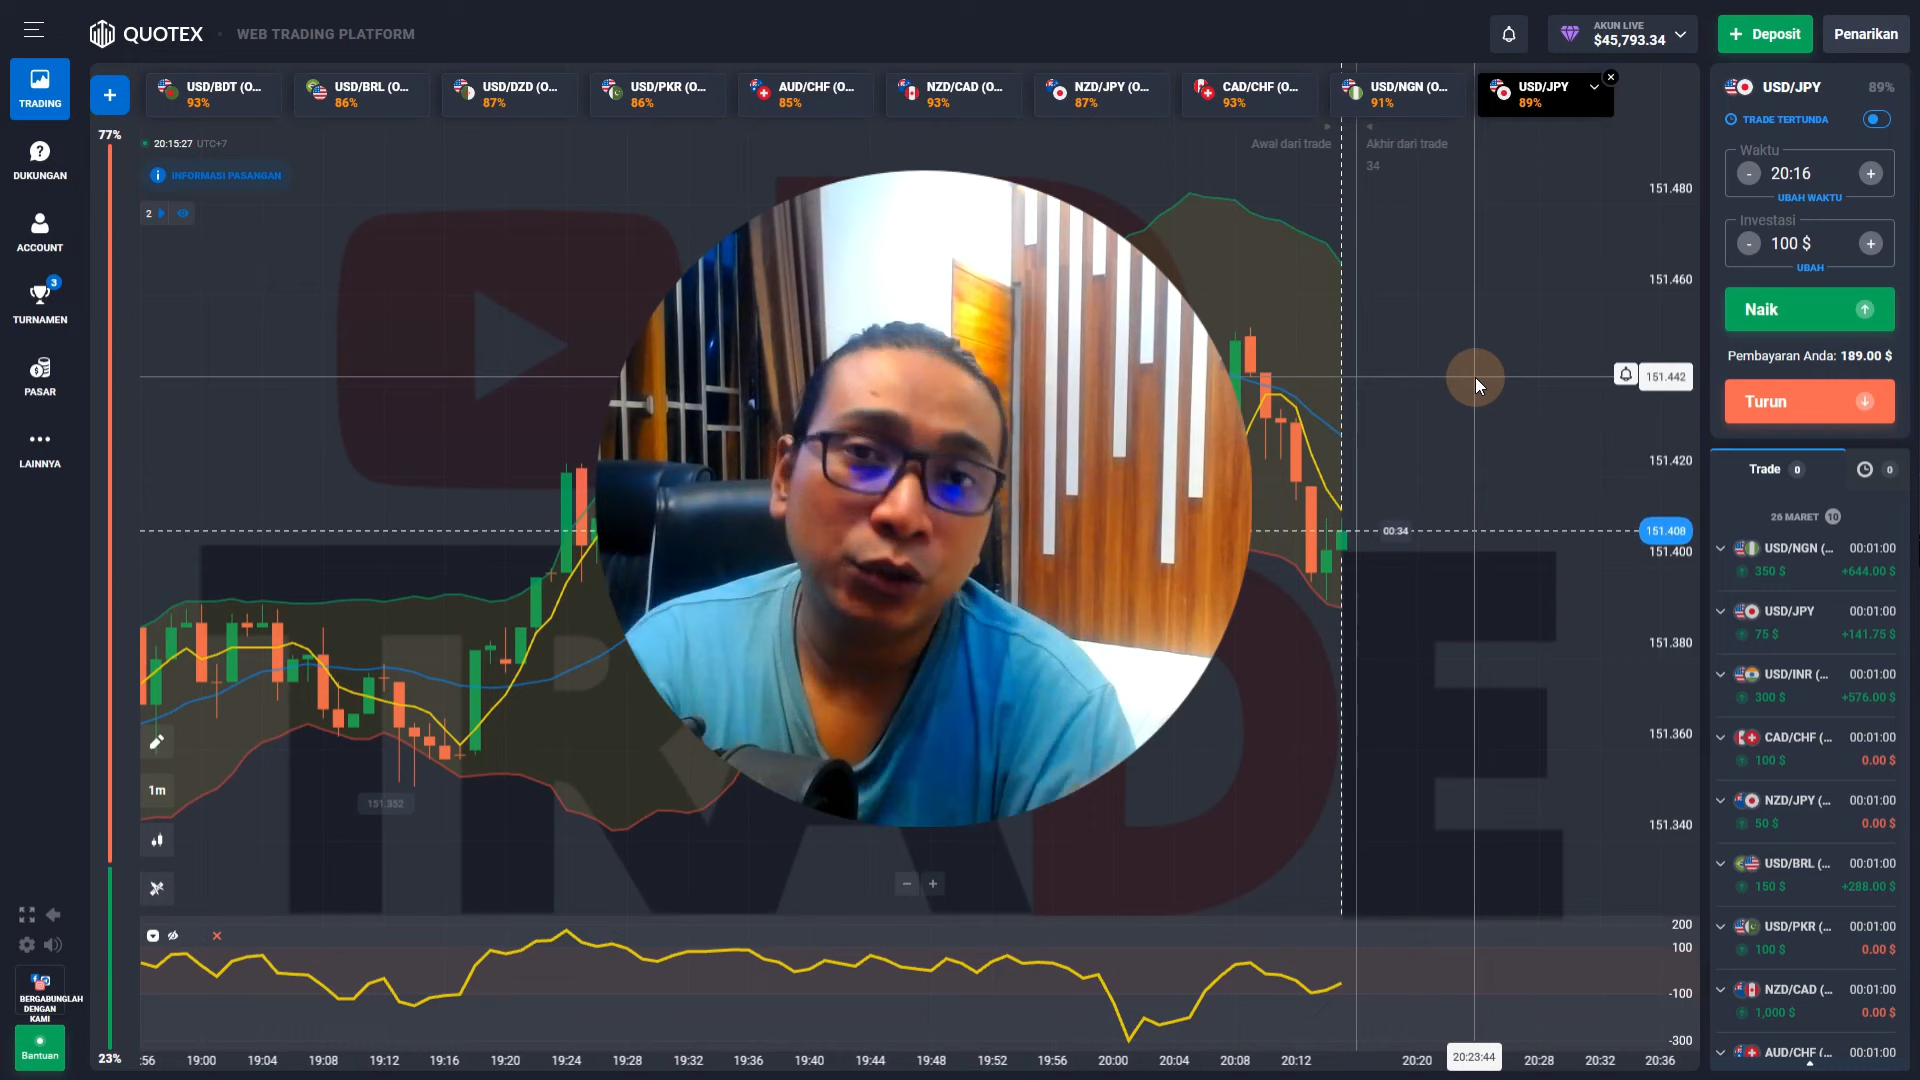 QUOTEX
WEB TRADING PLATFORM
AKUN LIVE
$45,793.34
+ Deposit
Penarikan
TRADING
+
USD/BDT (O...
93%
USD/BRL (O...
86%
USD/DZD (O...
87%
USD/PKR (O...
86%
AUD/CHF (O...
85%
NZD/CAD (O...
93%
NZD/JPY (O...
87%
CAD/CHF (O...
93%
USD/NGN (O...
91%
USD/JPY
89%
77%
20:15:27 UTC+7
INFORMASI PASANGAN
2
Awal dari trade
Akhir dari trade
34
DUKUNGAN
ACCOUNT
3
TURNAMEN
PASAR
LAINNYA
BERGABUNGLAH
DENGAN
KAMI
Bantuan
23%
151.480
151.460
151.442
151.420
151.408
151.400
151.380
151.360
151.340
00:34
151.352
1m
− +
200
100
-100
-300
:56 19:00 19:04 19:08 19:12 19:16 19:20 19:24 19:28 19:32 19:36 19:40 19:44 19:48 19:52 19:56 20:00 20:04 20:08 20:12 20:20 20:23:44 20:28 20:32 20:36
USD/JPY 89%
TRADE TERTUNDA
Waktu
- 20:16 +
UBAH WAKTU
Investasi
- 100 $ +
UBAH
Naik
Pembayaran Anda: 189.00 $
Turun
Trade 0 0
26 MARET 10
USD/NGN (... 00:01:00
350 $ +644.00 $
USD/JPY 00:01:00
75 $ +141.75 $
USD/INR (... 00:01:00
300 $ +576.00 $
CAD/CHF (... 00:01:00
100 $ 0.00 $
NZD/JPY (... 00:01:00
50 $ 0.00 $
USD/BRL (... 00:01:00
150 $ +288.00 $
USD/PKR (... 00:01:00
100 $ 0.00 $
NZD/CAD (... 00:01:00
1,000 $ 0.00 $
AUD/CHF (... 00:01:00